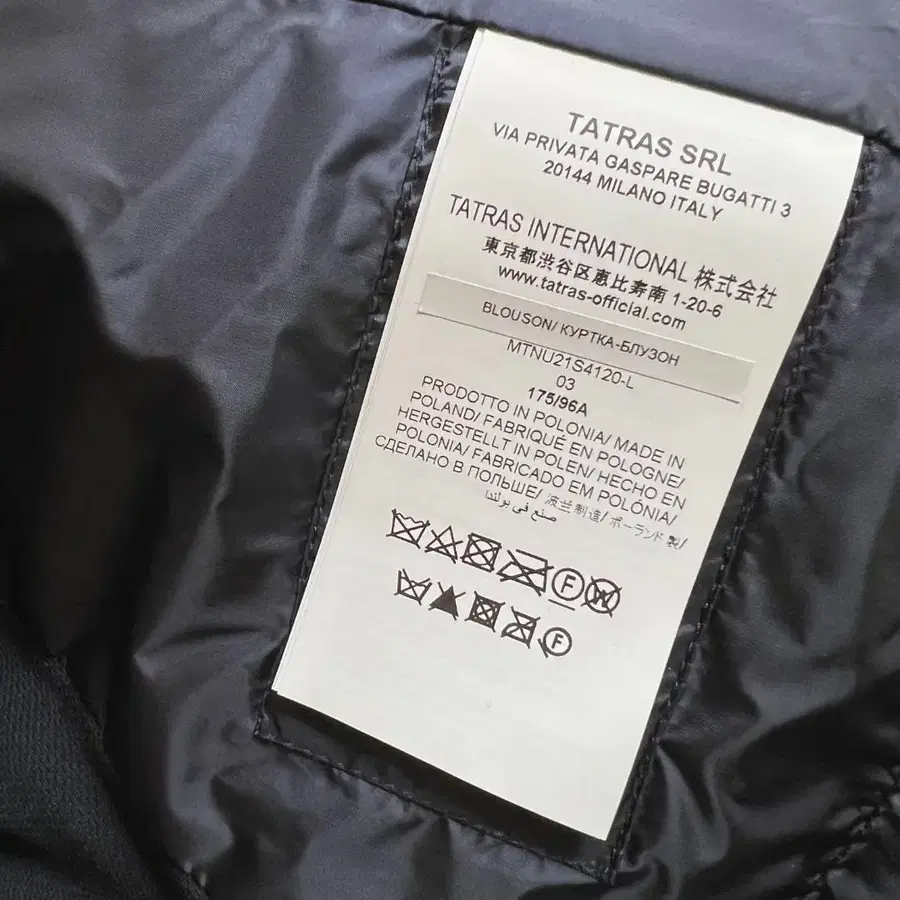 TATRAS SRL
VIA PRIVATA GASPARE BUGATTI 3
20144 MILANO ITALY
TATRAS INTERNATIONAL 株式会社
東京都渋谷区恵比寿南 1-20-6
www.tatras-official.com
BLOUSON/ КУРТКА-БЛУЗОН
MTNU21S4120-L
03
175/96A
PRODOTTO IN POLONIA/ MADE IN
POLAND/ FABRIQUÉ EN POLOGNE/
HERGESTELLT IN POLEN/ HECHO EN
POLONIA/ FABRICADO EM POLÓNIA/
СДЕЛАНО В ПОЛЬШЕ/ 波兰制造/ ポーランド製/
صنع في بولندا
F W
F